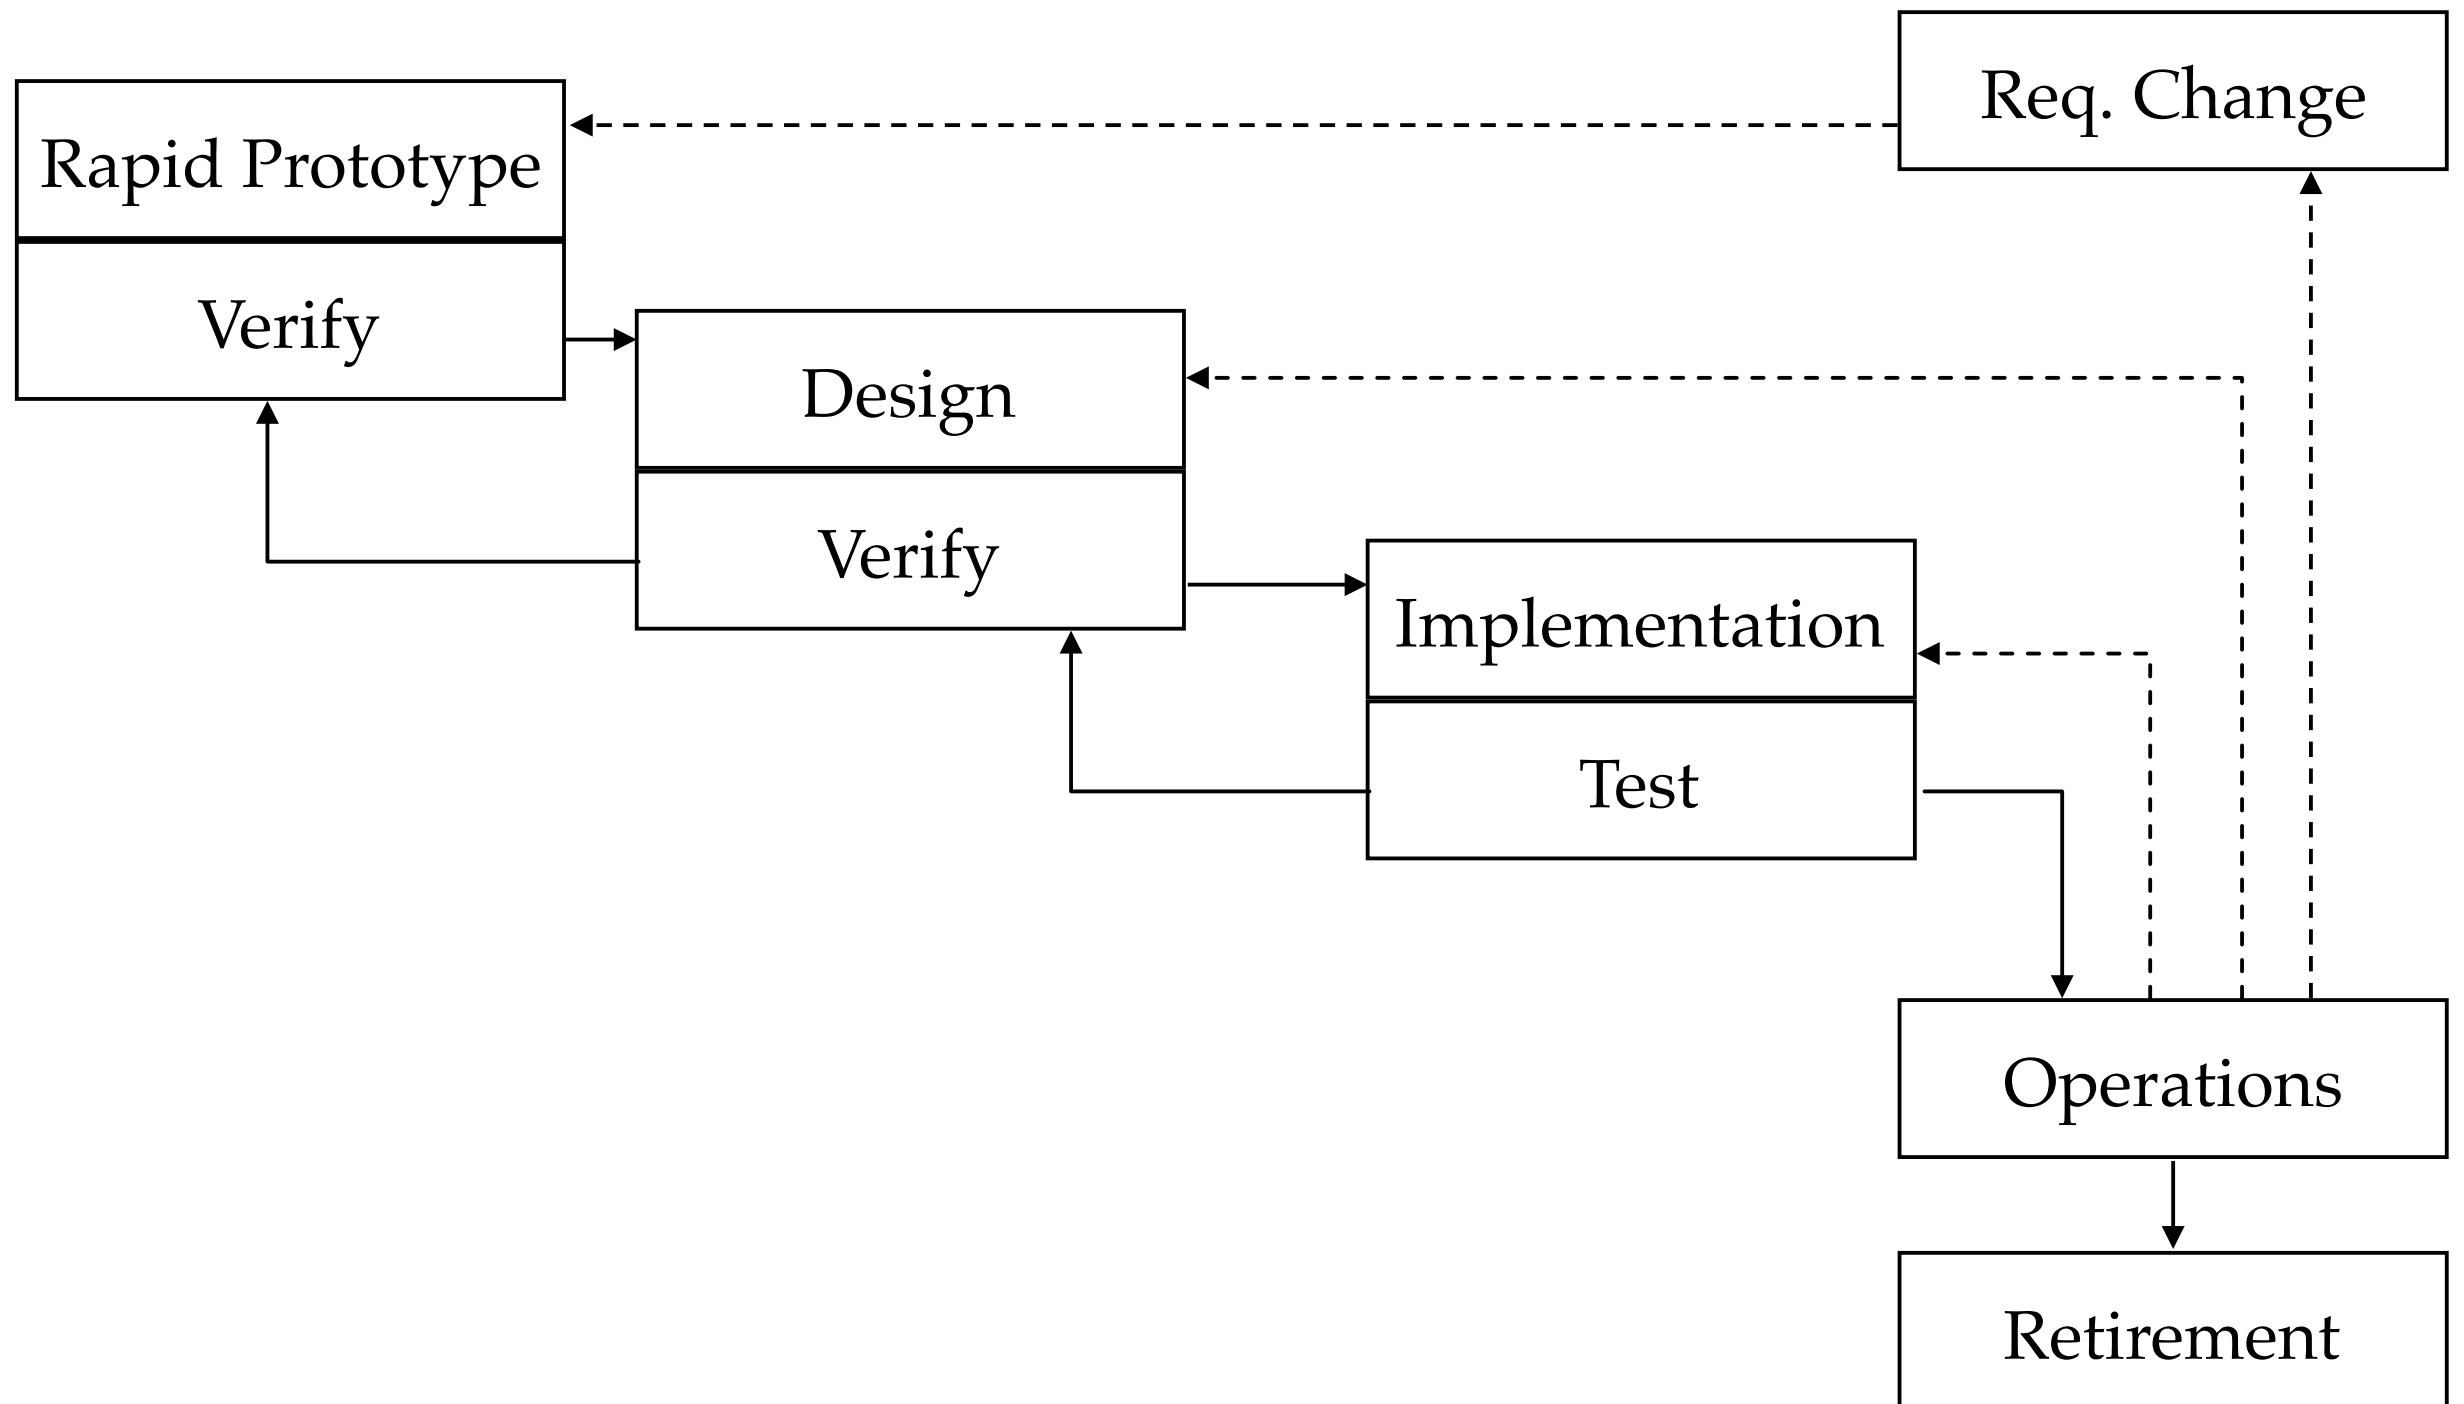 Req. Change
Rapid Prototype
Verify
Design
Verify
Implementation
Test
Operations
Retirement